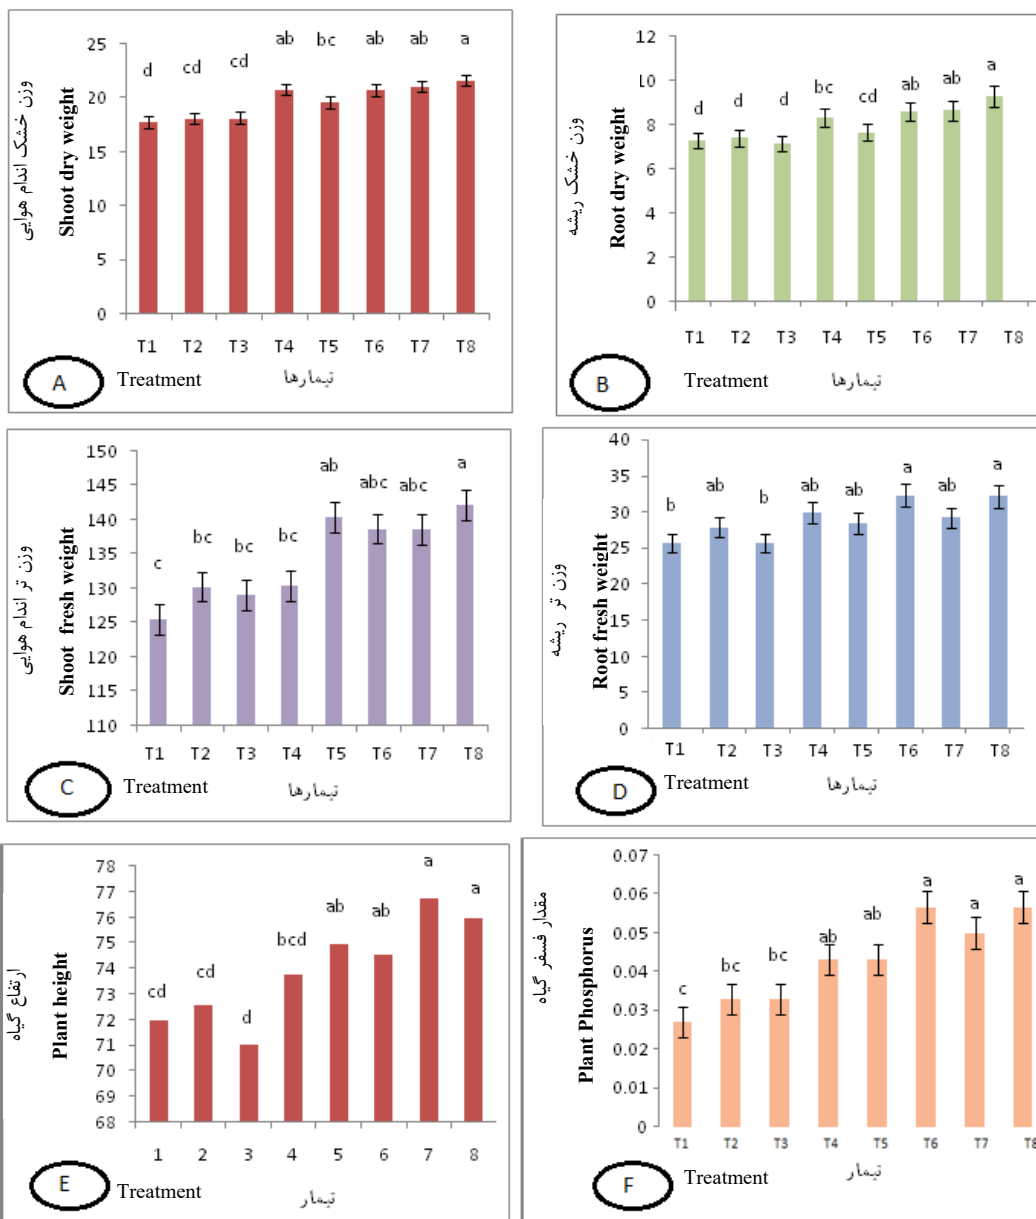 وزن خشک اندام هوایی
Shoot dry weight
d cd cd ab bc ab ab a
25
20
15
10
5
0
T1 T2 T3 T4 T5 T6 T7 T8
A Treatment تیمارها
وزن خشک ریشه
Root dry weight
d d d bc cd ab ab a
12
10
8
6
4
2
0
T1 T2 T3 T4 T5 T6 T7 T8
B Treatment تیمارها
وزن تر اندام هوایی
Shoot fresh weight
c bc bc bc ab abc abc a
150
145
140
135
130
125
120
115
110
T1 T2 T3 T4 T5 T6 T7 T8
C Treatment تیمارها
وزن تر ریشه
Root fresh weight
b ab b ab ab a ab a
40
35
30
25
20
15
10
5
0
T1 T2 T3 T4 T5 T6 T7 T8
D Treatment تیمارها
ارتفاع گیاه
Plant height
cd cd d bcd ab ab a a
78
77
76
75
74
73
72
71
70
69
68
1 2 3 4 5 6 7 8
E Treatment تیمار
مقدار فسفر گیاه
Plant Phosphorus
c bc bc ab ab a a a
0.07
0.06
0.05
0.04
0.03
0.02
0.01
0
T1 T2 T3 T4 T5 T6 T7 T8
F Treatment تیمار